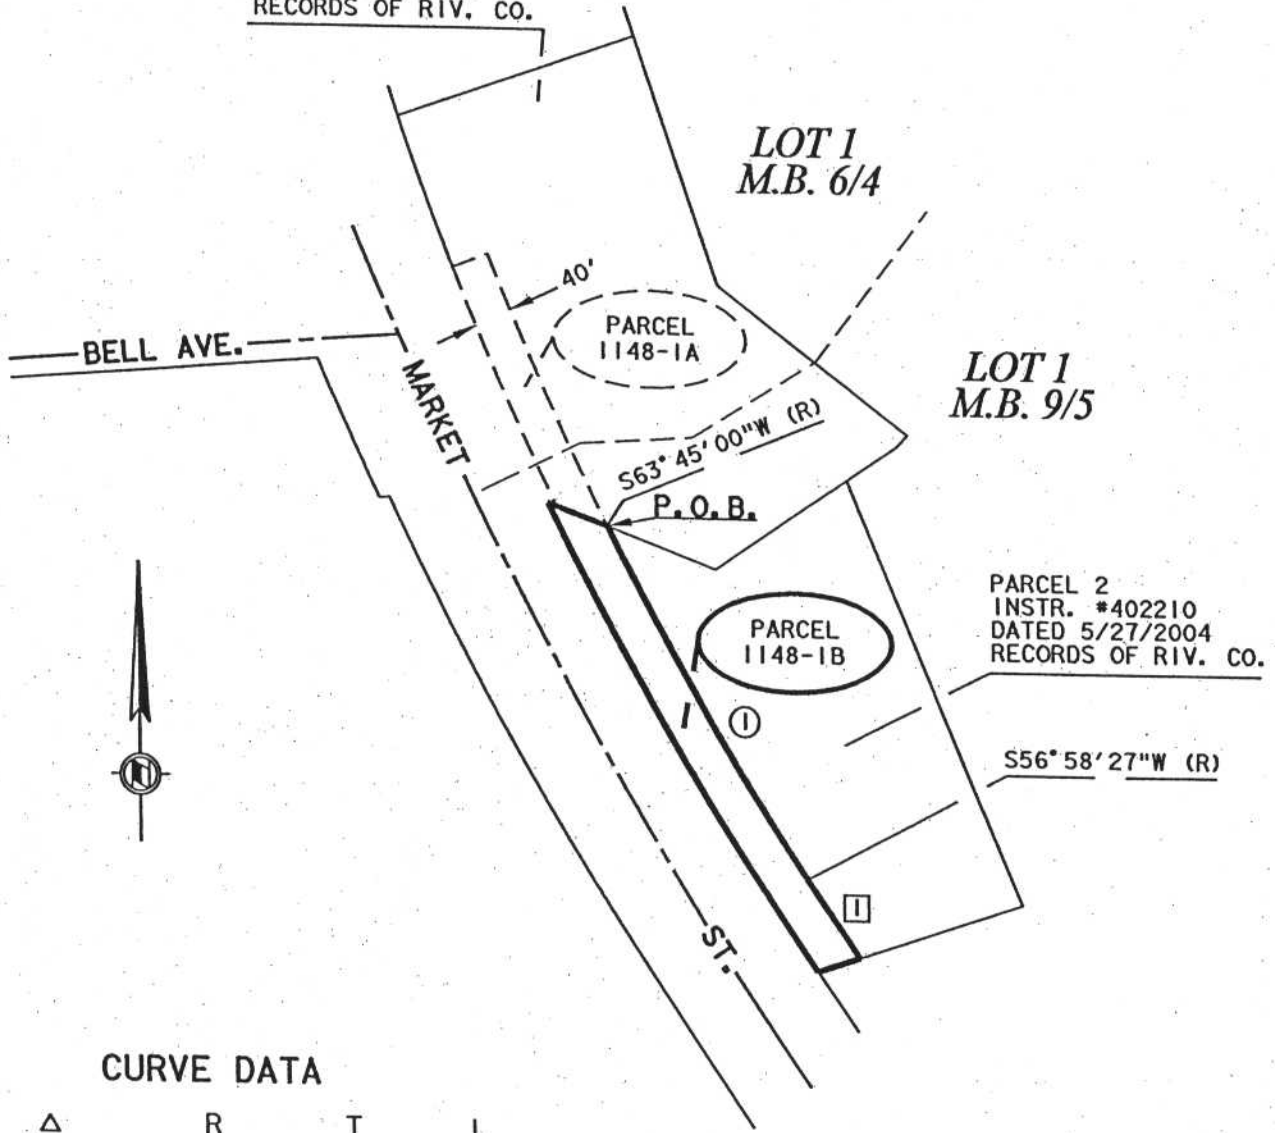 RECORDS OF RIV. CO.
LOT 1
M.B. 6/4
40'
PARCEL
1148-1A
BELL AVE.
MARKET
LOT 1
M.B. 9/5
S63°45'00"W (R)
P.O.B.
PARCEL 2
INSTR. #402210
DATED 5/27/2004
RECORDS OF RIV. CO.
PARCEL
1148-1B
1
S56°58'27"W (R)
1
ST.
CURVE DATA
Δ R T L